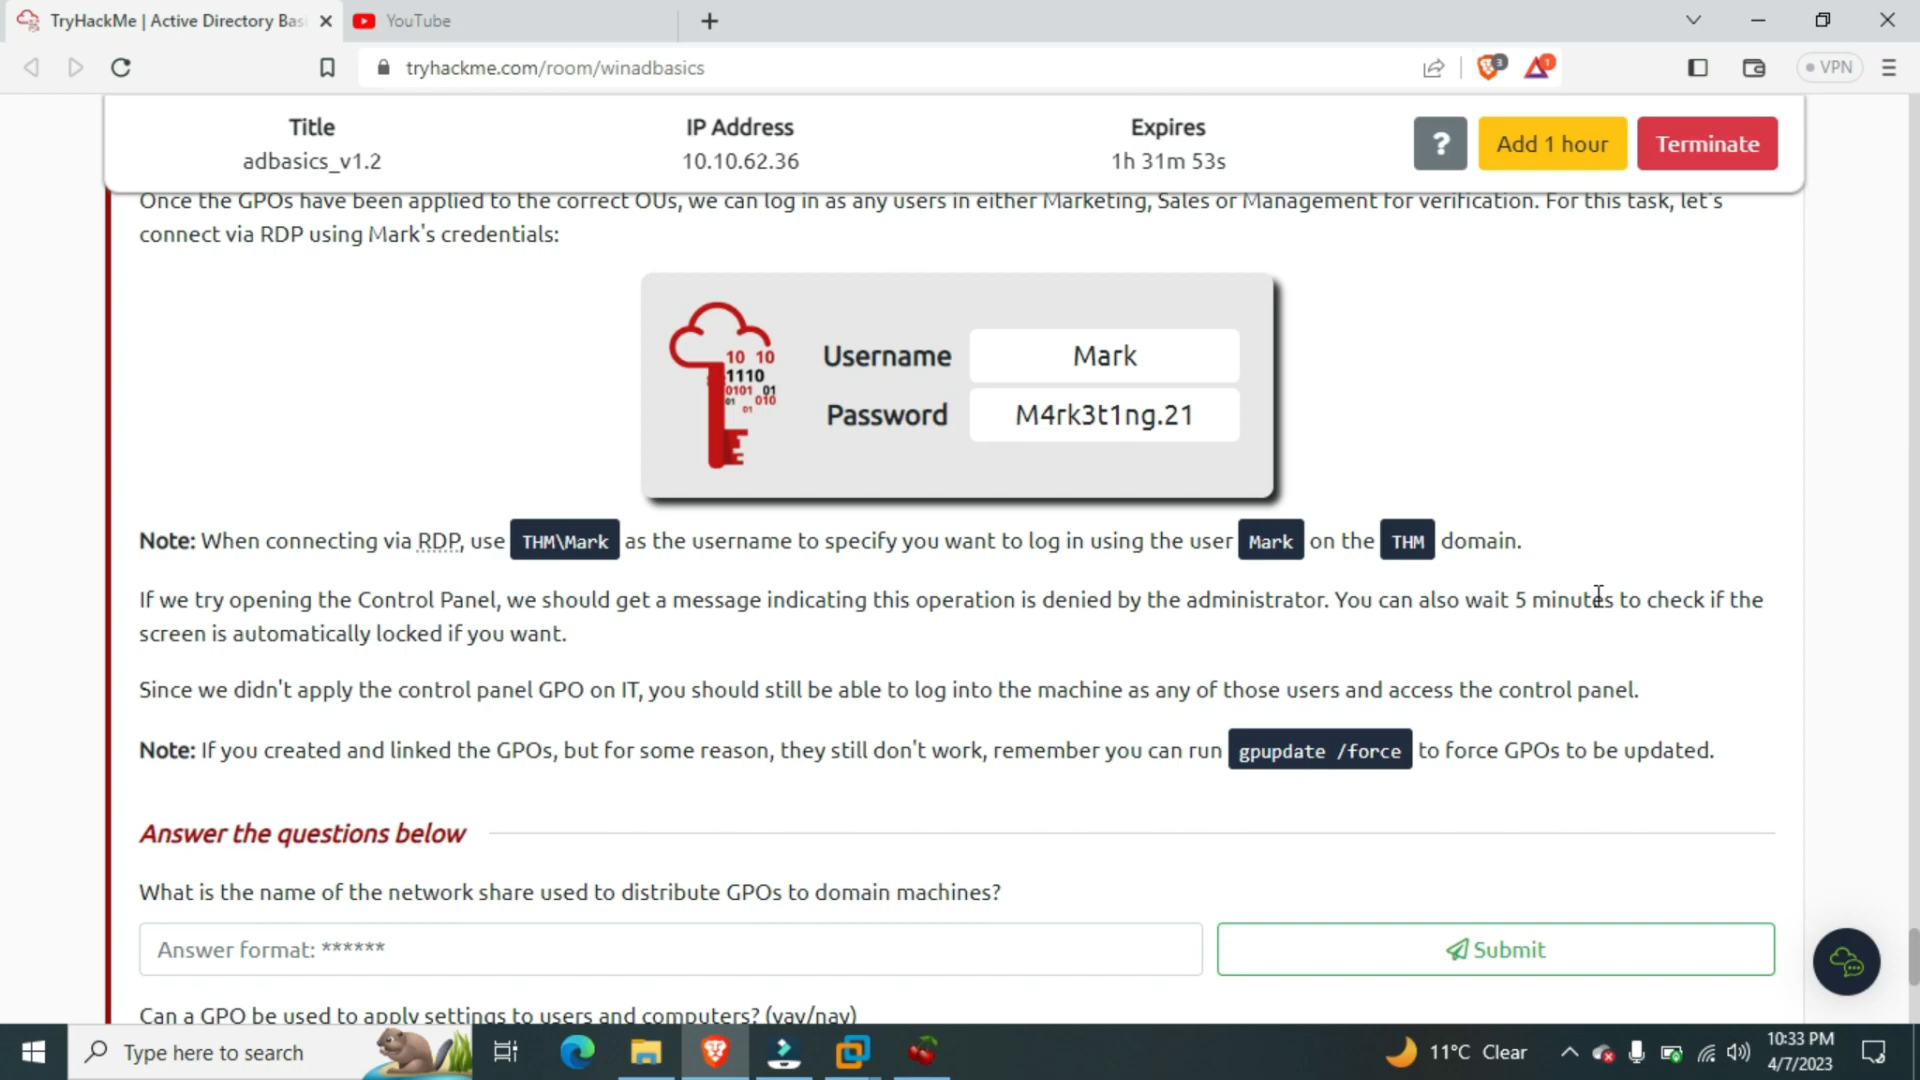 TryHackMe | Active Directory Bas
YouTube
tryhackme.com/room/winadbasics
3
1
VPN
Title
IP Address
Expires
adbasics_v1.2
10.10.62.36
1h 31m 53s
?
Add 1 hour
Terminate
Once the GPOs have been applied to the correct OUs, we can log in as any users in either Marketing, Sales or Management for verification. For this task, let's
connect via RDP using Mark's credentials:
10 10
1110
0101 01
01 010
01
Username
Mark
Password
M4rk3t1ng.21
Note: When connecting via RDP, use THM\Mark as the username to specify you want to log in using the user Mark on the THM domain.
If we try opening the Control Panel, we should get a message indicating this operation is denied by the administrator. You can also wait 5 minutes to check if the
screen is automatically locked if you want.
Since we didn't apply the control panel GPO on IT, you should still be able to log into the machine as any of those users and access the control panel.
Note: If you created and linked the GPOs, but for some reason, they still don't work, remember you can run gpupdate /force to force GPOs to be updated.
Answer the questions below
What is the name of the network share used to distribute GPOs to domain machines?
Answer format: ******
Submit
Can a GPO be used to apply settings to users and computers? (yay/nay)
Type here to search
11°C Clear
10:33 PM
4/7/2023